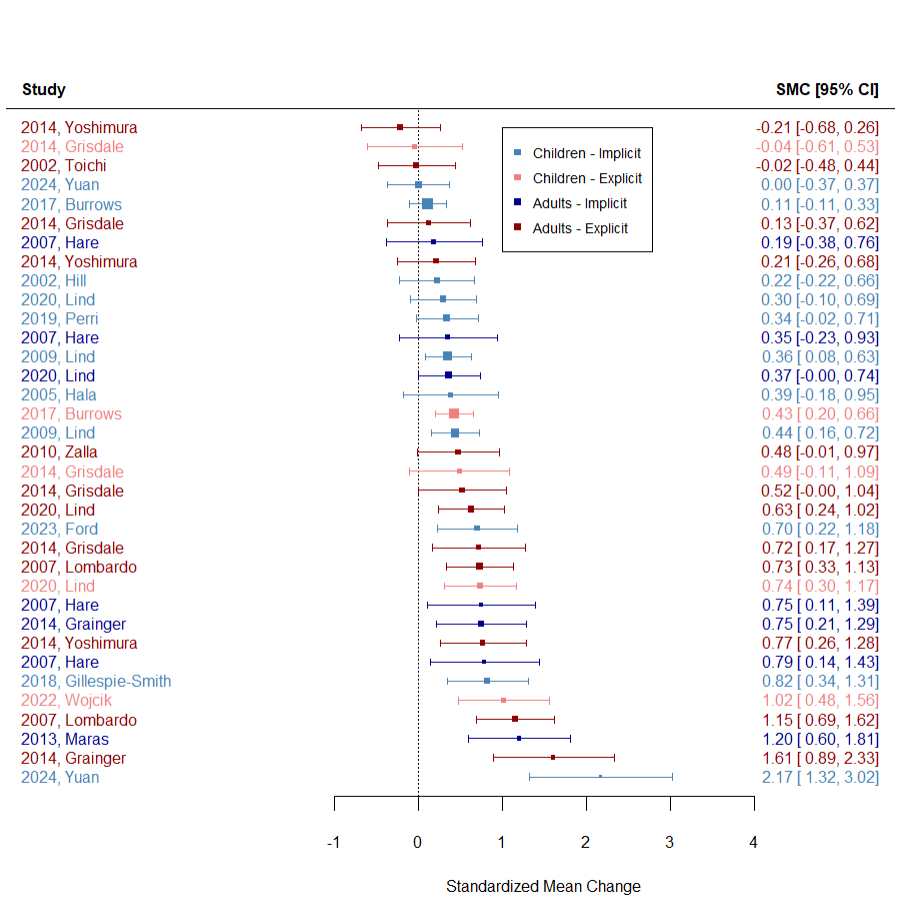 Study SMC [95% CI]
2014, Yoshimura -0.21 [-0.68, 0.26]
2014, Grisdale -0.04 [-0.61, 0.53]
2002, Toichi -0.02 [-0.48, 0.44]
2024, Yuan 0.00 [-0.37, 0.37]
2017, Burrows 0.11 [-0.11, 0.33]
2014, Grisdale 0.13 [-0.37, 0.62]
2007, Hare 0.19 [-0.38, 0.76]
2014, Yoshimura 0.21 [-0.26, 0.68]
2002, Hill 0.22 [-0.22, 0.66]
2020, Lind 0.30 [-0.10, 0.69]
2019, Perri 0.34 [-0.02, 0.71]
2007, Hare 0.35 [-0.23, 0.93]
2009, Lind 0.36 [ 0.08, 0.63]
2020, Lind 0.37 [-0.00, 0.74]
2005, Hala 0.39 [-0.18, 0.95]
2017, Burrows 0.43 [ 0.20, 0.66]
2009, Lind 0.44 [ 0.16, 0.72]
2010, Zalla 0.48 [-0.01, 0.97]
2014, Grisdale 0.49 [-0.11, 1.09]
2014, Grisdale 0.52 [-0.00, 1.04]
2020, Lind 0.63 [ 0.24, 1.02]
2023, Ford 0.70 [ 0.22, 1.18]
2014, Grisdale 0.72 [ 0.17, 1.27]
2007, Lombardo 0.73 [ 0.33, 1.13]
2020, Lind 0.74 [ 0.30, 1.17]
2007, Hare 0.75 [ 0.11, 1.39]
2014, Grainger 0.75 [ 0.21, 1.29]
2014, Yoshimura 0.77 [ 0.26, 1.28]
2007, Hare 0.79 [ 0.14, 1.43]
2018, Gillespie-Smith 0.82 [ 0.34, 1.31]
2022, Wojcik 1.02 [ 0.48, 1.56]
2007, Lombardo 1.15 [ 0.69, 1.62]
2013, Maras 1.20 [ 0.60, 1.81]
2014, Grainger 1.61 [ 0.89, 2.33]
2024, Yuan 2.17 [ 1.32, 3.02]
Children - Implicit
Children - Explicit
Adults - Implicit
Adults - Explicit
-1 0 1 2 3 4
Standardized Mean Change